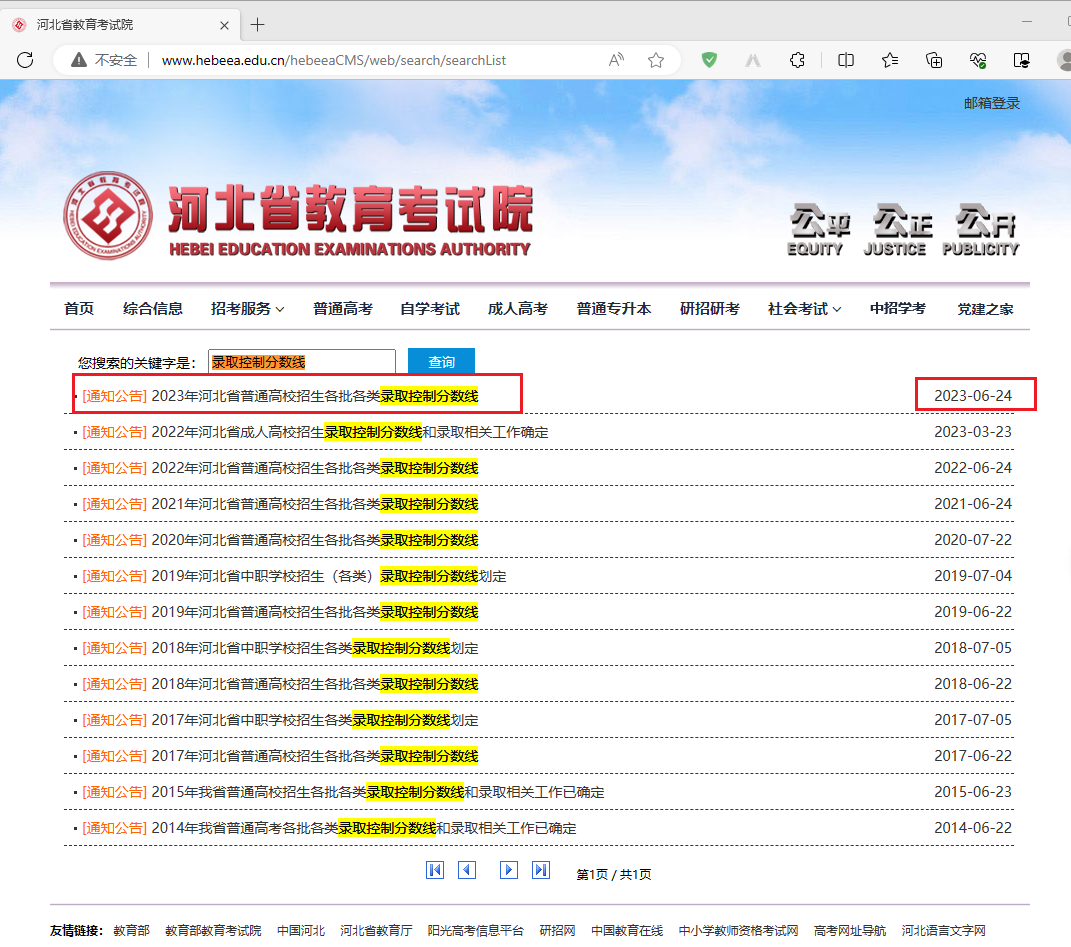 河北省教育考试院
不安全 www.hebeea.edu.cn/hebeeaCMS/web/search/searchList
邮箱登录
河北省教育考试院
HEBEI EDUCATION EXAMINATIONS AUTHORITY
公平 公正 公开
EQUITY JUSTICE PUBLICITY
首页 综合信息 招考服务 普通高考 自学考试 成人高考 普通专升本 研招研考 社会考试 中招学考 党建之家
您搜索的关键字是： 录取控制分数线 查询
[通知公告] 2023年河北省普通高校招生各批各类录取控制分数线 2023-06-24
[通知公告] 2022年河北省成人高校招生录取控制分数线和录取相关工作确定 2023-03-23
[通知公告] 2022年河北省普通高校招生各批各类录取控制分数线 2022-06-24
[通知公告] 2021年河北省普通高校招生各批各类录取控制分数线 2021-06-24
[通知公告] 2020年河北省普通高校招生各批各类录取控制分数线 2020-07-22
[通知公告] 2019年河北省中职学校招生（各类）录取控制分数线划定 2019-07-04
[通知公告] 2019年河北省普通高校招生各批各类录取控制分数线 2019-06-22
[通知公告] 2018年河北省中职学校招生各类录取控制分数线划定 2018-07-05
[通知公告] 2018年河北省普通高校招生各批各类录取控制分数线 2018-06-22
[通知公告] 2017年河北省中职学校招生各类录取控制分数线划定 2017-07-05
[通知公告] 2017年河北省普通高校招生各批各类录取控制分数线 2017-06-22
[通知公告] 2015年我省普通高校招生各批各类录取控制分数线和录取相关工作已确定 2015-06-23
[通知公告] 2014年我省普通高考各批各类录取控制分数线和录取相关工作已确定 2014-06-22
第1页 / 共1页
友情链接： 教育部 教育部教育考试院 中国河北 河北省教育厅 阳光高考信息平台 研招网 中国教育在线 中小学教师资格考试网 高考网址导航 河北语言文字网